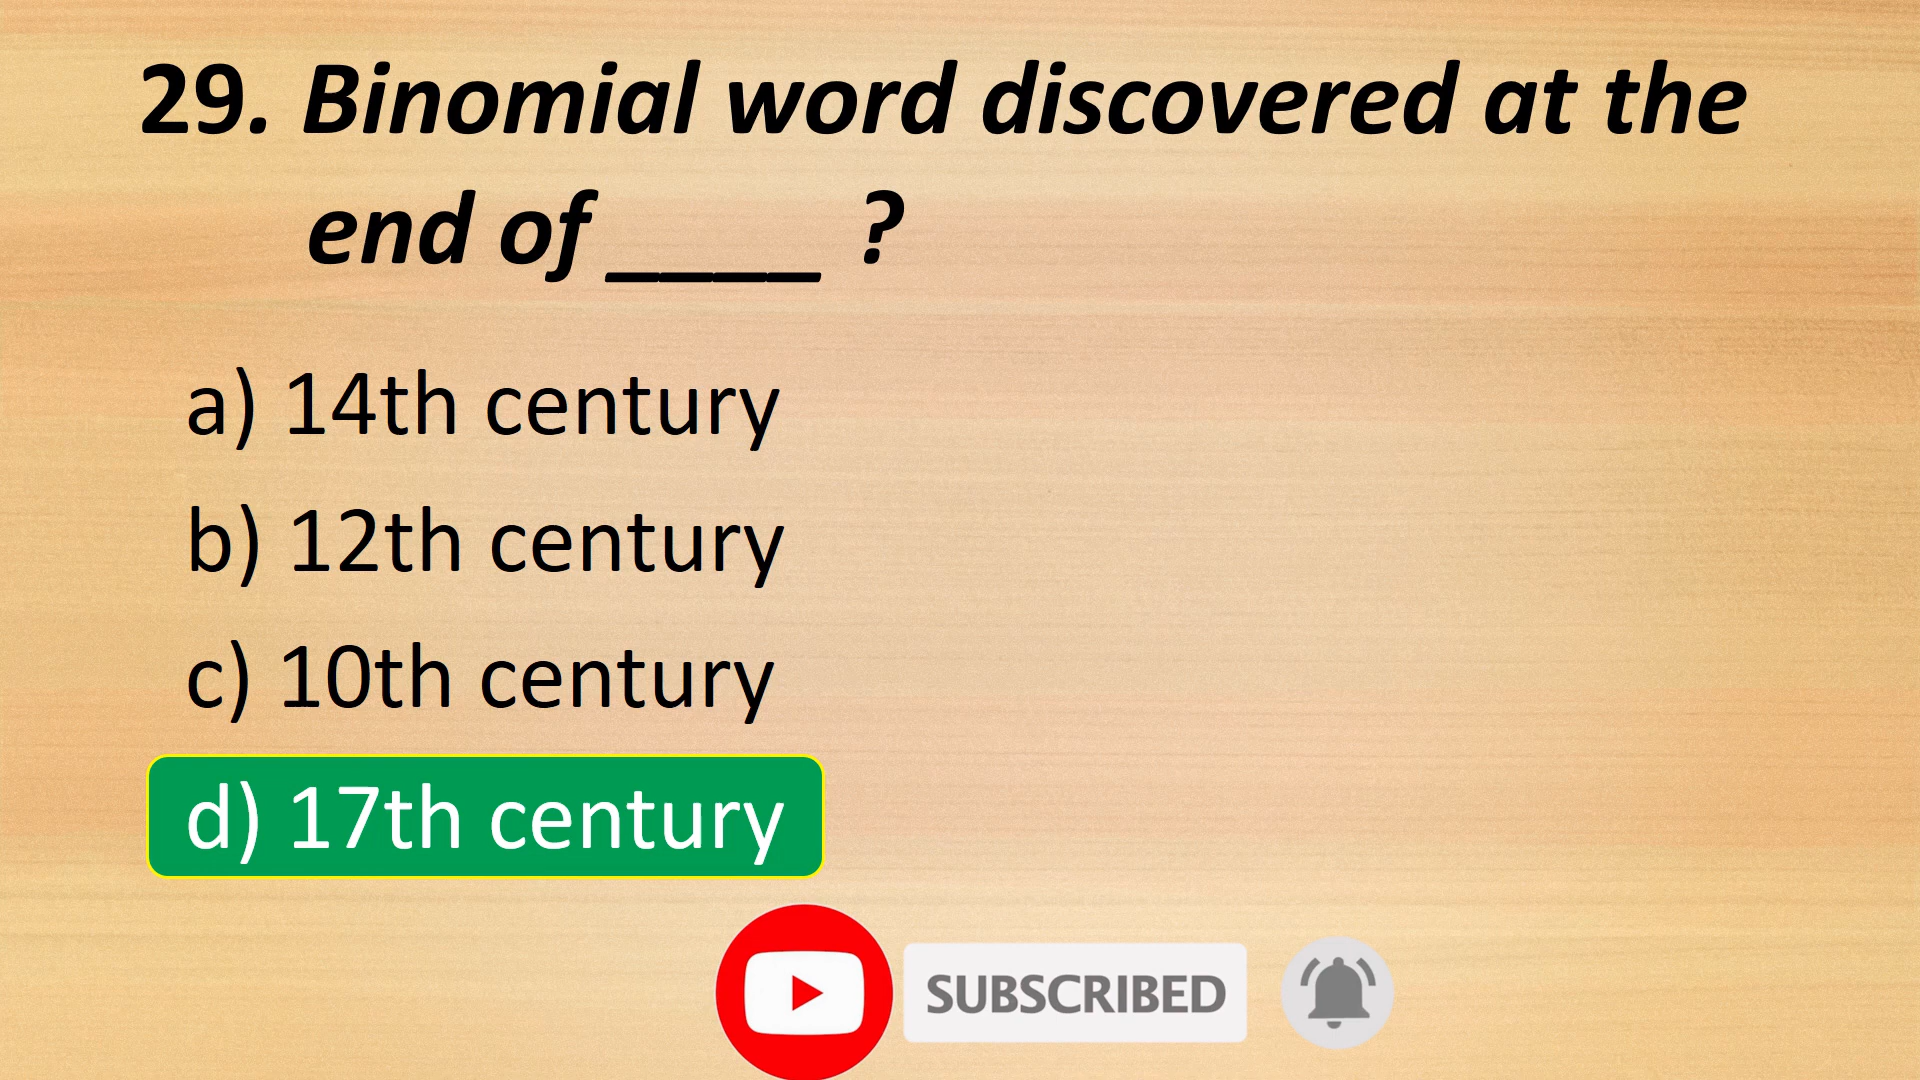 29. Binomial word discovered at the
end of ____ ?
a) 14th century
b) 12th century
c) 10th century
d) 17th century
SUBSCRIBED